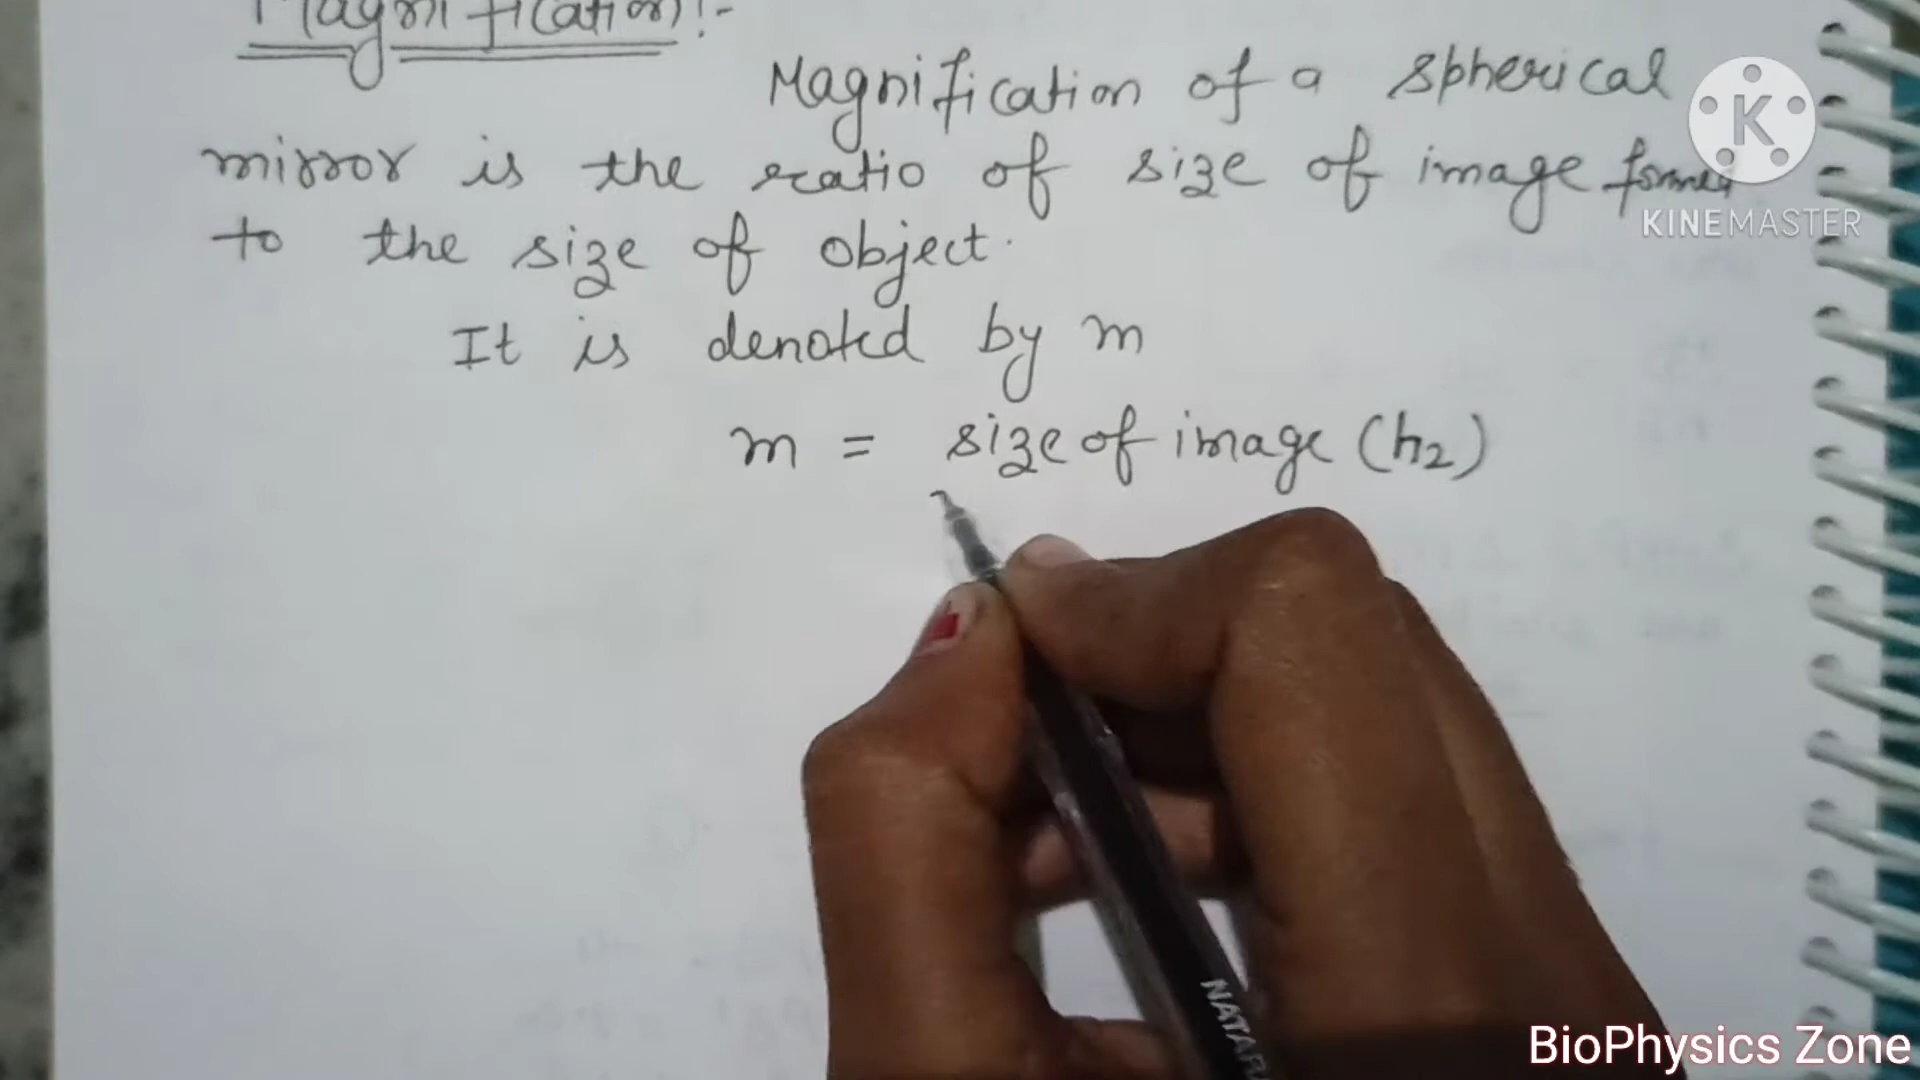 Magnification:-
Magnification of a spherical
mirror is the ratio of size of image formed
to the size of object.
It is denoted by m
m = size of image (h2)
K
KINEMASTER
NATARA
BioPhysics Zone